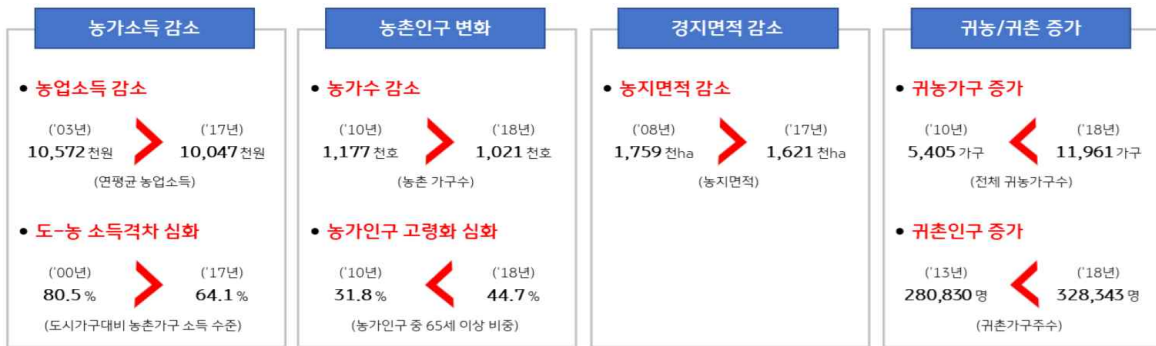 농가소득 감소
• 농업소득 감소
('03년) ('17년)
10,572 천원 10,047 천원
(연평균 농업소득)
• 도-농 소득격차 심화
('00년) ('17년)
80.5 % 64.1 %
(도시가구대비 농촌가구 소득 수준)
농촌인구 변화
• 농가수 감소
('10년) ('18년)
1,177 천호 1,021 천호
(농촌 가구수)
• 농가인구 고령화 심화
('10년) ('18년)
31.8 % 44.7 %
(농가인구 중 65세 이상 비중)
경지면적 감소
• 농지면적 감소
('08년) ('17년)
1,759 천ha 1,621 천ha
(농지면적)
귀농/귀촌 증가
• 귀농가구 증가
('10년) ('18년)
5,405 가구 11,961 가구
(전체 귀농가구수)
• 귀촌인구 증가
('13년) ('18년)
280,830 명 328,343 명
(귀촌가구주수)